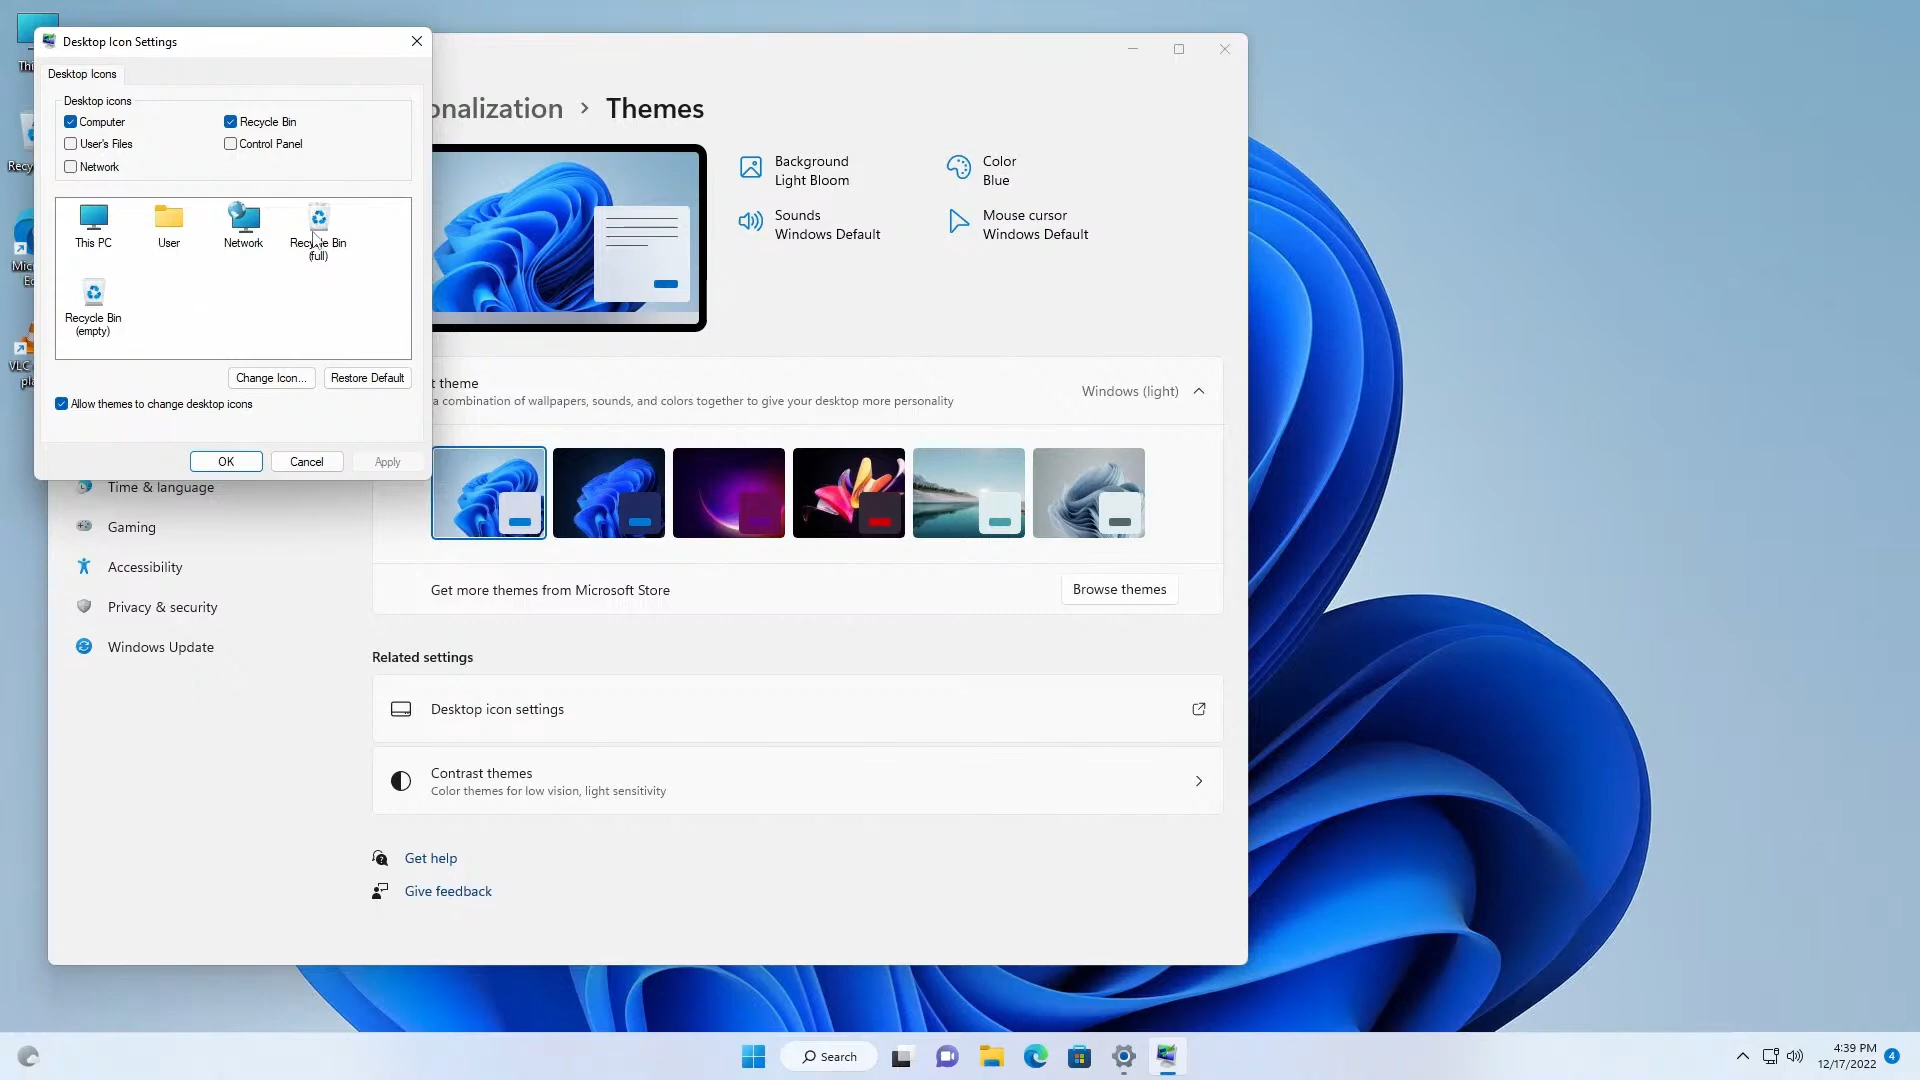 Desktop Icon Settings
Desktop Icons
Desktop icons
Computer
Recycle Bin
User's Files
Control Panel
Network
This PC
User
Network
Recycle Bin
(full)
Recycle Bin
(empty)
Change Icon...
Restore Default
Allow themes to change desktop icons
OK
Cancel
Apply
onalization > Themes
Background
Light Bloom
Color
Blue
Sounds
Windows Default
Mouse cursor
Windows Default
t theme
a combination of wallpapers, sounds, and colors together to give your desktop more personality
Windows (light)
Get more themes from Microsoft Store
Browse themes
Related settings
Desktop icon settings
Contrast themes
Color themes for low vision, light sensitivity
Get help
Give feedback
Time & language
Gaming
Accessibility
Privacy & security
Windows Update
Search
4:39 PM
12/17/2022
4